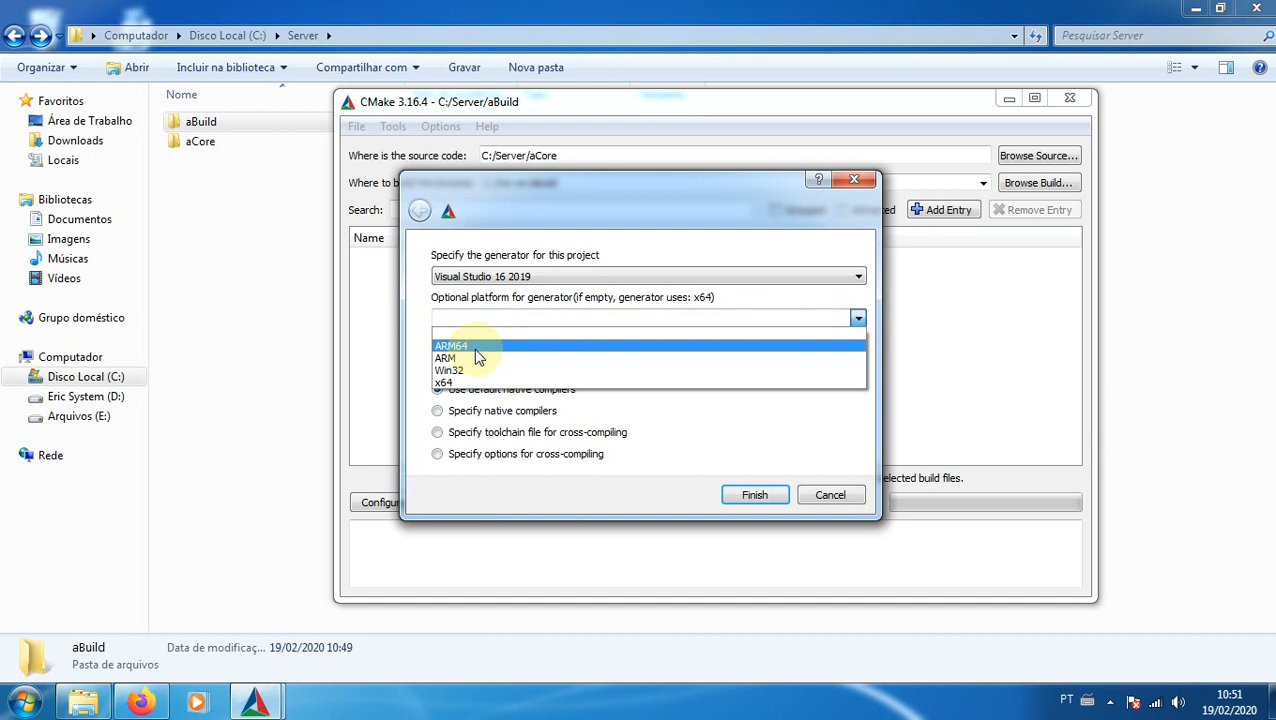 Computador
Disco Local (C:)
Server
Pesquisar Server
Organizar
Abrir
Incluir na biblioteca
Compartilhar com
Gravar
Nova pasta
Favoritos
Área de Trabalho
Downloads
Locais
Bibliotecas
Documentos
Imagens
Músicas
Vídeos
Grupo doméstico
Computador
Disco Local (C:)
Eric System (D:)
Arquivos (E:)
Rede
Nome
aBuild
aCore
CMake 3.16.4 - C:/Server/aBuild
File Tools Options Help
Where is the source code: C:/Server/aCore Browse Source...
Where to b Browse Build...
Search: Add Entry Remove Entry
Name
Specify the generator for this project
Visual Studio 16 2019
Optional platform for generator(if empty, generator uses: x64)
ARM64
ARM
Win32
x64
Use default native compilers
Specify native compilers
Specify toolchain file for cross-compiling
Specify options for cross-compiling
Finish Cancel
elected build files.
Configur
aBuild Data de modificaç... 19/02/2020 10:49
Pasta de arquivos
PT
10:51
19/02/2020